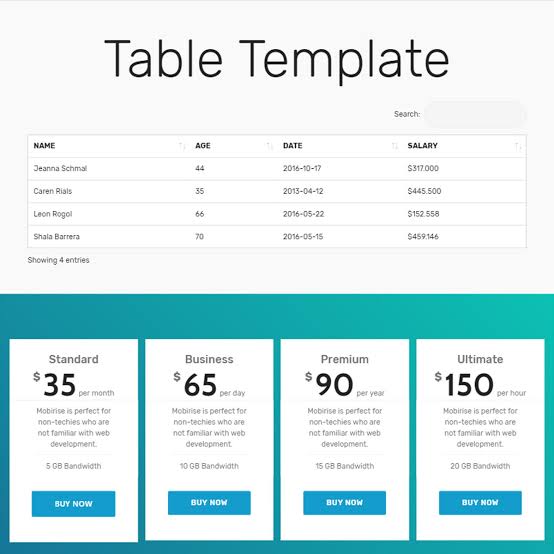 Table Template
Search:
NAME AGE DATE SALARY
Jeanna Schmal 44 2016-10-17 $317.000
Caren Rials 35 2013-04-12 $445.500
Leon Rogol 66 2016-05-22 $152.558
Shala Barrera 70 2016-05-15 $459.146
Showing 4 entries
Standard
$35 per month
Mobirise is perfect for
non-techies who are
not familiar with web
development.
5 GB Bandwidth
BUY NOW
Business
$65 per day
Mobirise is perfect for
non-techies who are
not familiar with web
development.
10 GB Bandwidth
BUY NOW
Premium
$90 per year
Mobirise is perfect for
non-techies who are
not familiar with web
development.
15 GB Bandwidth
BUY NOW
Ultimate
$150 per hour
Mobirise is perfect for
non-techies who are
not familiar with web
development.
20 GB Bandwidth
BUY NOW